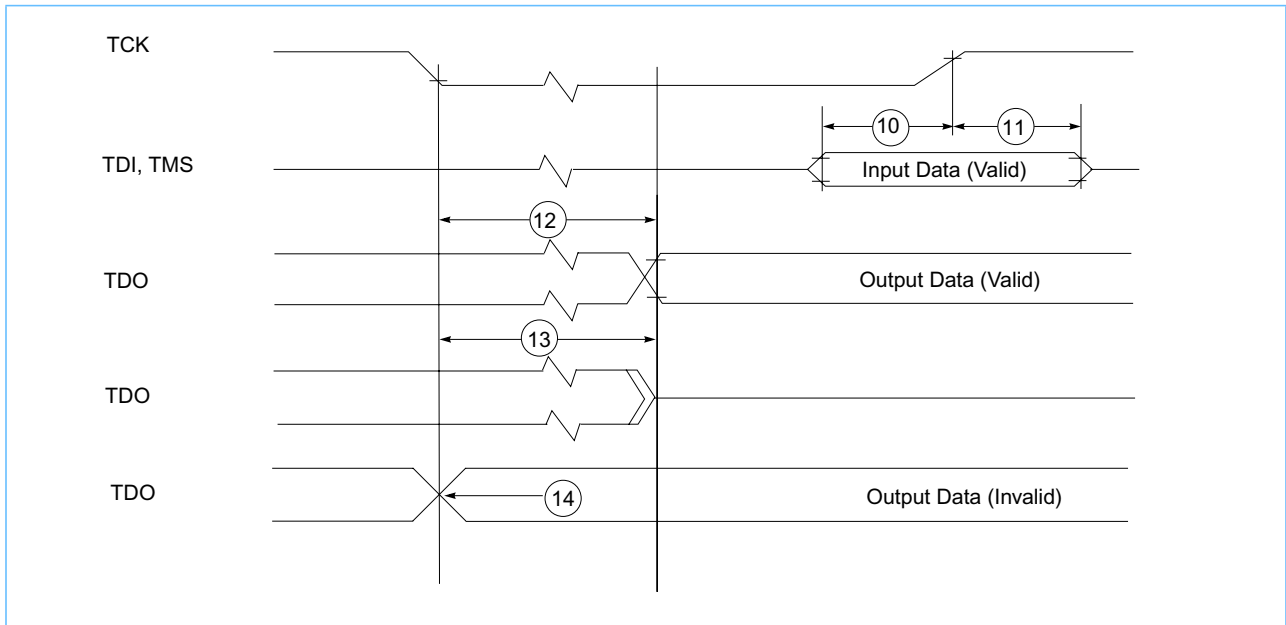 TCK
10
11
TDI, TMS
Input Data (Valid)
12
TDO
Output Data (Valid)
13
TDO
TDO
14
Output Data (Invalid)